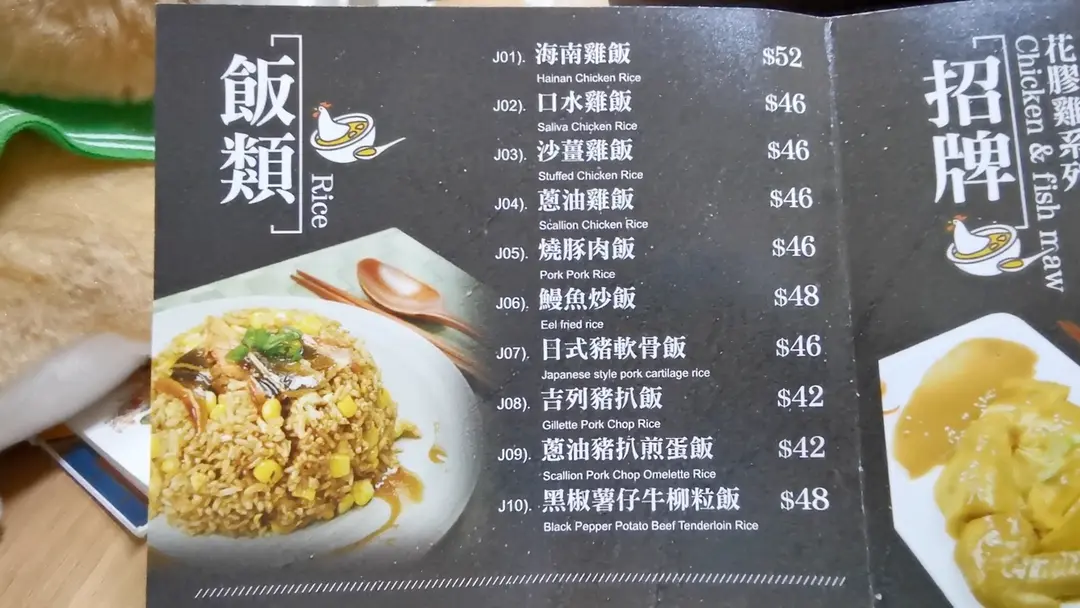 飯類
Rice
J01). 海南雞飯 $52
Hainan Chicken Rice
J02). 口水雞飯 $46
Saliva Chicken Rice
J03). 沙薑雞飯 $46
Stuffed Chicken Rice
J04). 蔥油雞飯 $46
Scallion Chicken Rice
J05). 燒豚肉飯 $46
Pork Pork Rice
J06). 鰻魚炒飯 $48
Eel fried rice
J07). 日式豬軟骨飯 $46
Japanese style pork cartilage rice
J08). 吉列豬扒飯 $42
Gillette Pork Chop Rice
J09). 蔥油豬扒煎蛋飯 $42
Scallion Pork Chop Omelette Rice
J10). 黑椒薯仔牛柳粒飯 $48
Black Pepper Potato Beef Tenderloin Rice
招牌
花膠雞系列
Chicken & fish maw